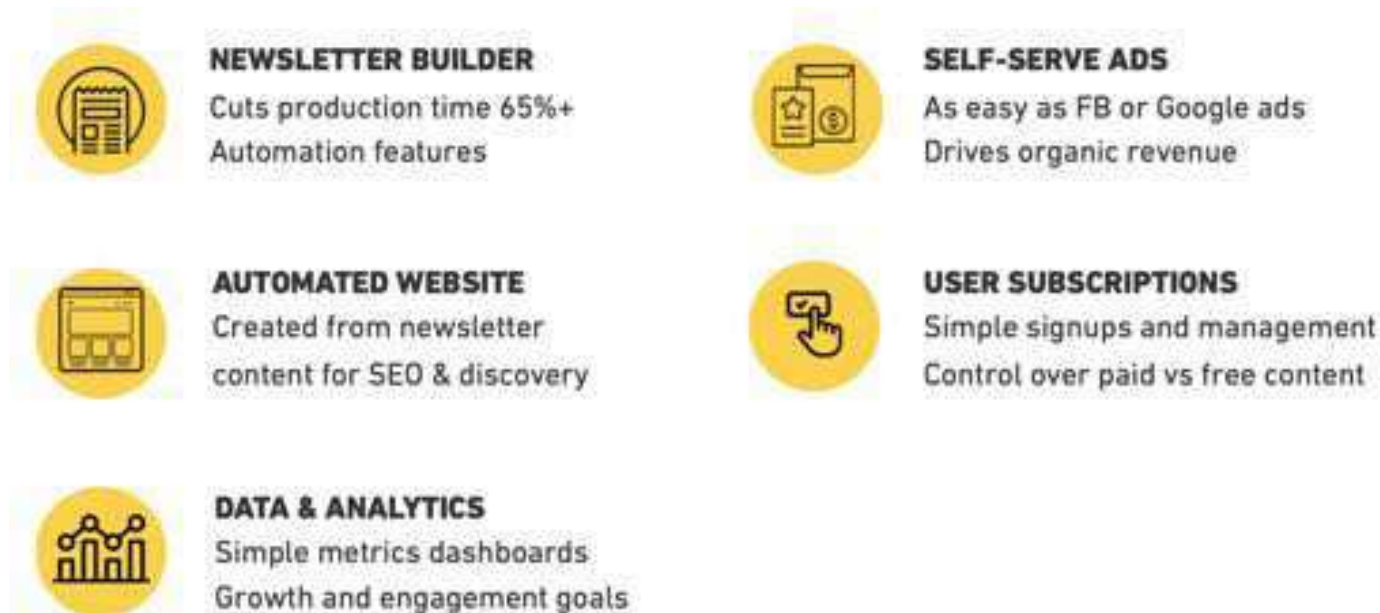 NEWSLETTER BUILDER
Cuts production time 65%+
Automation features
SELF-SERVE ADS
As easy as FB or Google ads
Drives organic revenue
AUTOMATED WEBSITE
Created from newsletter
content for SEO & discovery
USER SUBSCRIPTIONS
Simple signups and management
Control over paid vs free content
DATA & ANALYTICS
Simple metrics dashboards
Growth and engagement goals